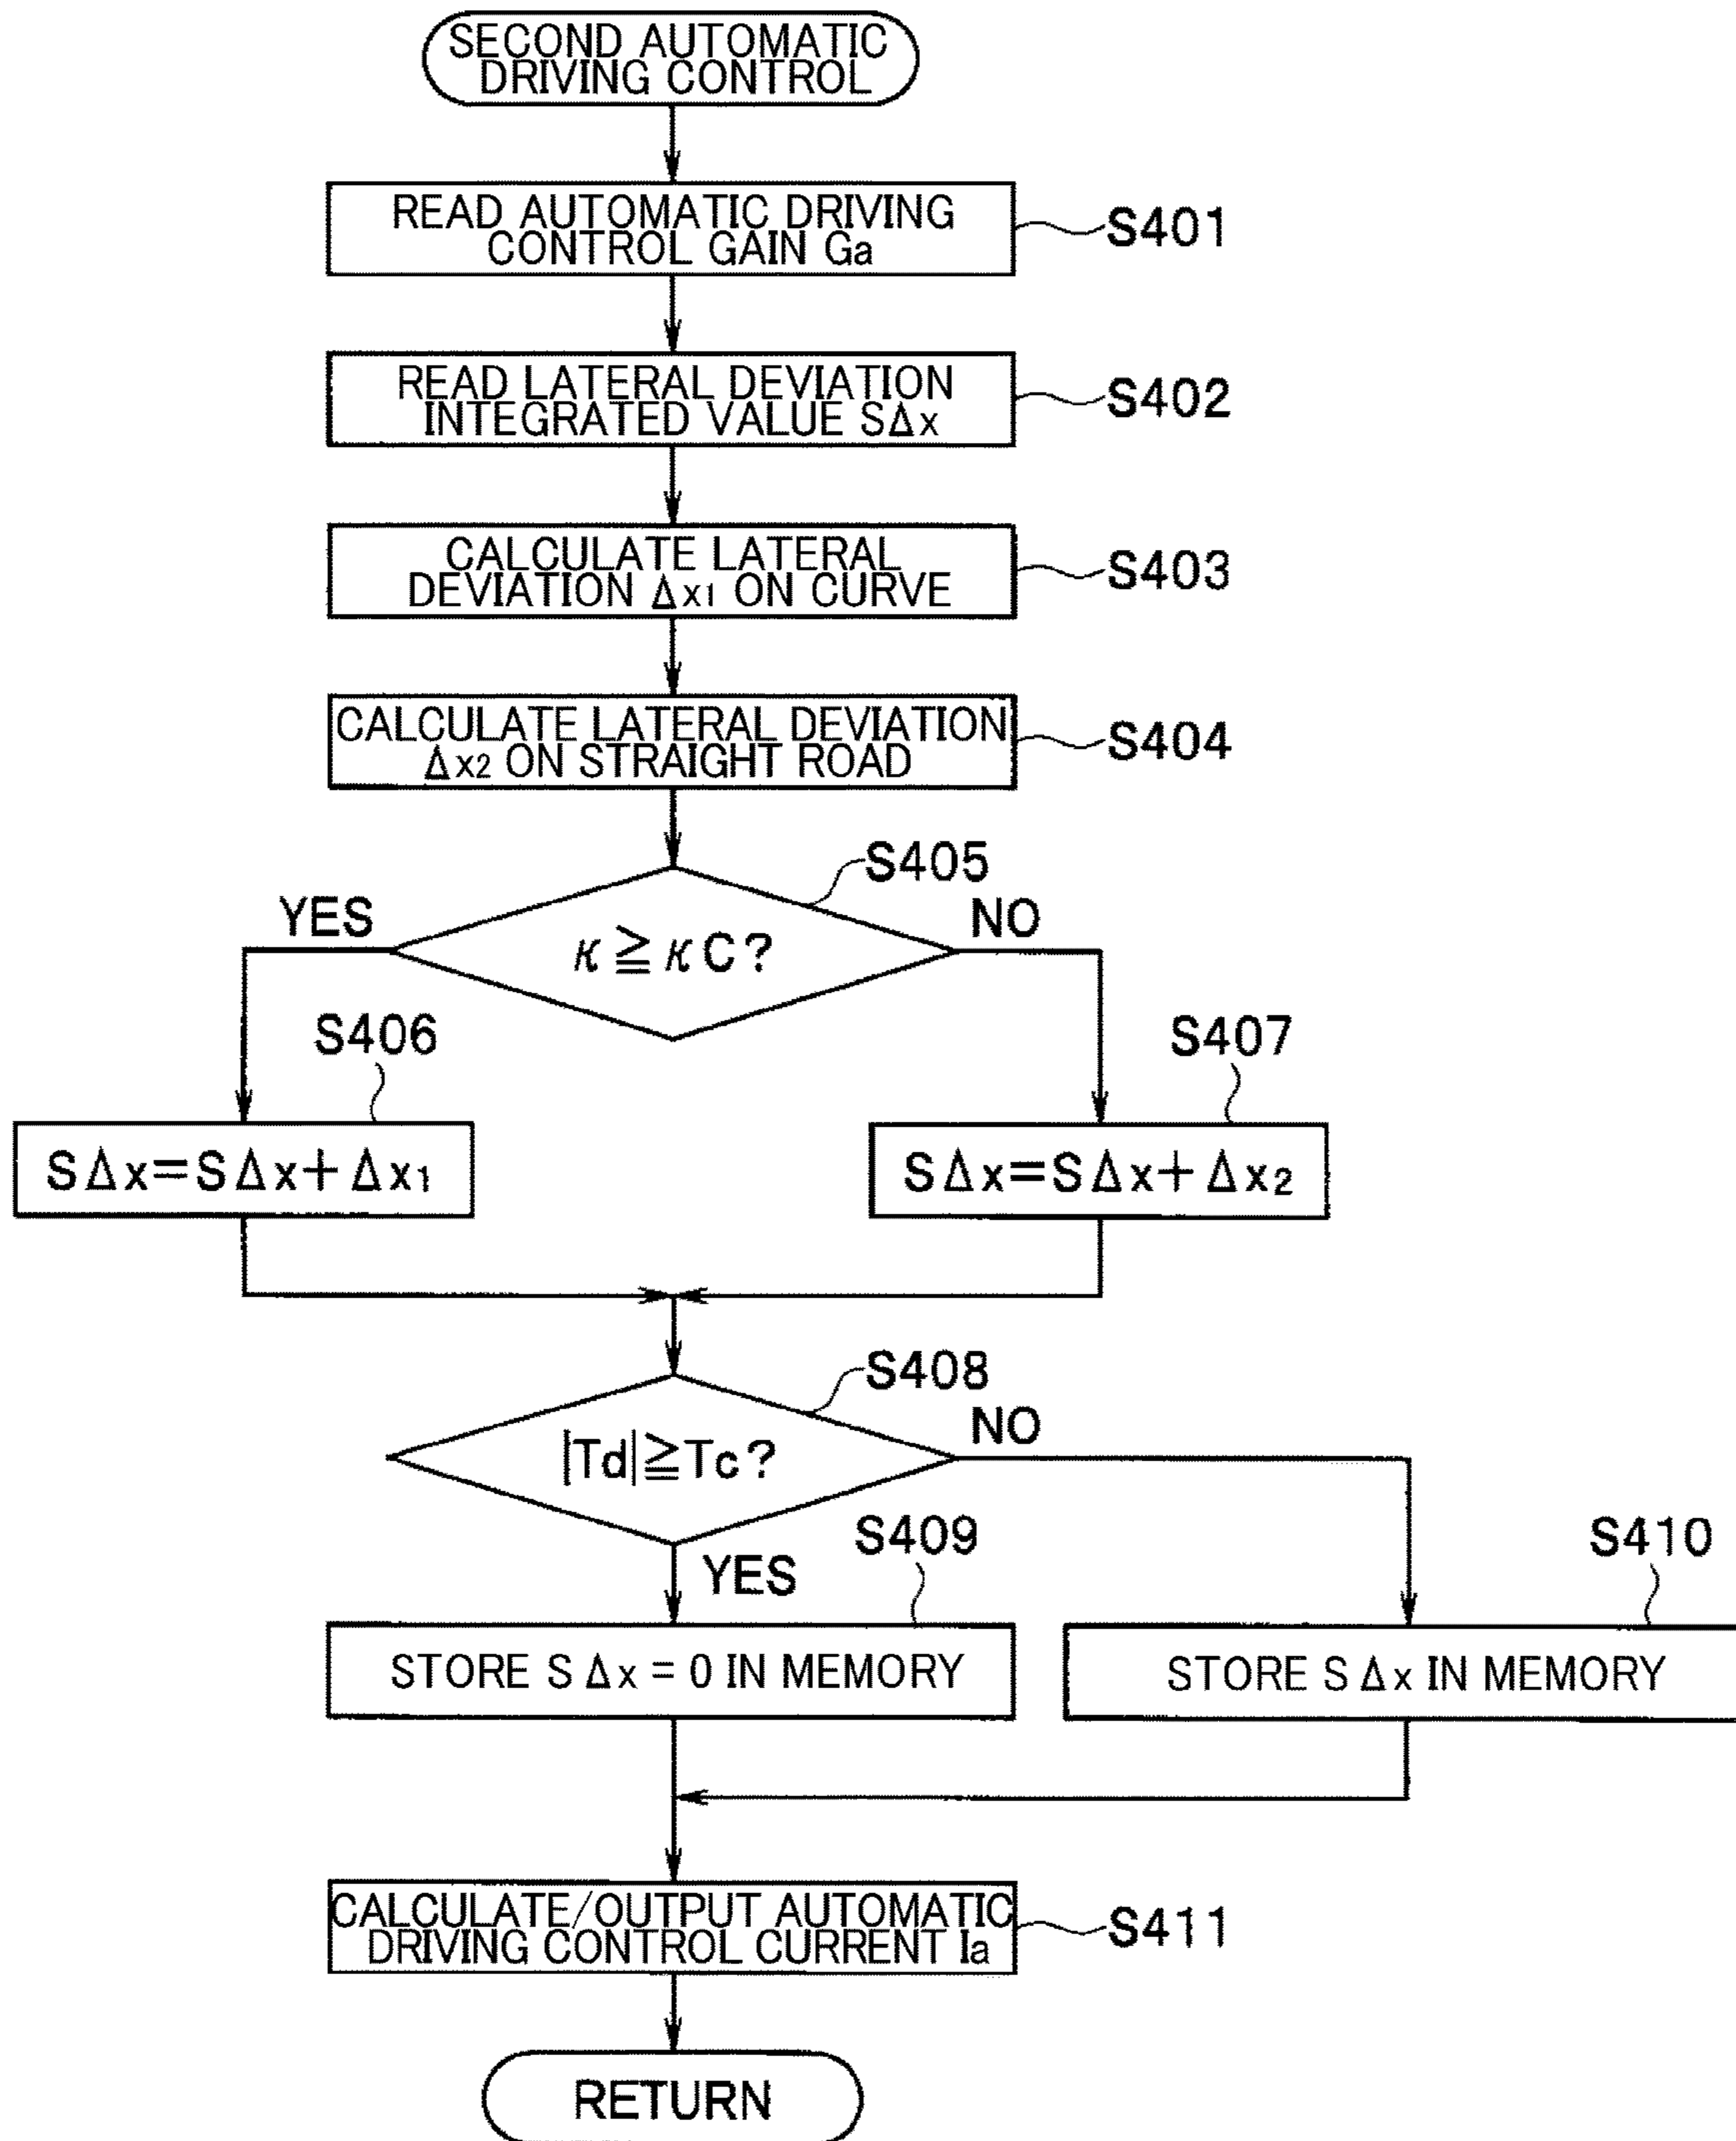 SECOND AUTOMATIC
DRIVING CONTROL
READ AUTOMATIC DRIVING
CONTROL GAIN Ga
S401
READ LATERAL DEVIATION
INTEGRATED VALUE SΔx
S402
CALCULATE LATERAL
DEVIATION Δx1 ON CURVE
S403
CALCULATE LATERAL DEVIATION
Δx2 ON STRAIGHT ROAD
S404
S405
YES
NO
κ≧κC?
S406
S407
SΔx=SΔx+Δx1
SΔx=SΔx+Δx2
S408
NO
|Td|≧Tc?
YES
S409
S410
STORE SΔx = 0 IN MEMORY
STORE SΔx IN MEMORY
CALCULATE/OUTPUT AUTOMATIC
DRIVING CONTROL CURRENT Ia
S411
RETURN